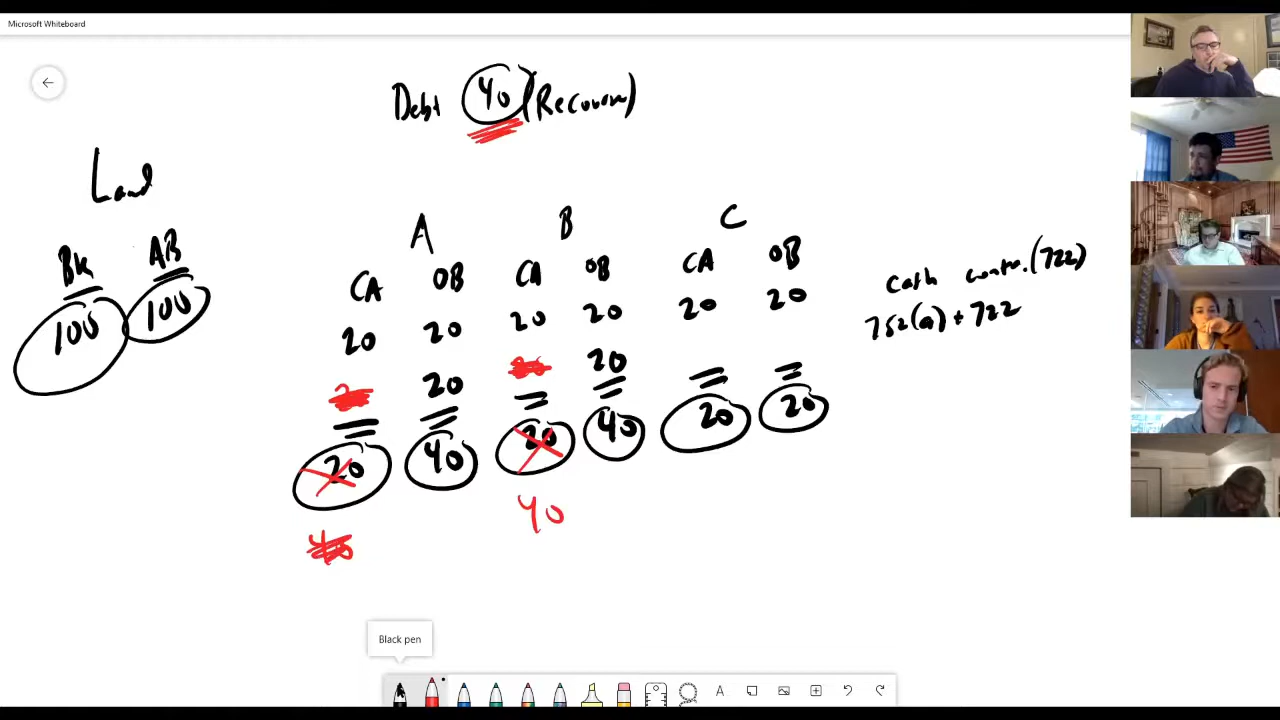 Microsoft Whiteboard
Debt 40 (Recourse)
Land
Bk AB
100 100
A B C
CA OB CA OB CA OB
20 20 20 20 20 20
20 20
20 40 20 40 20 20
40
cash contr. (722)
752(a) + 722
Black pen
A